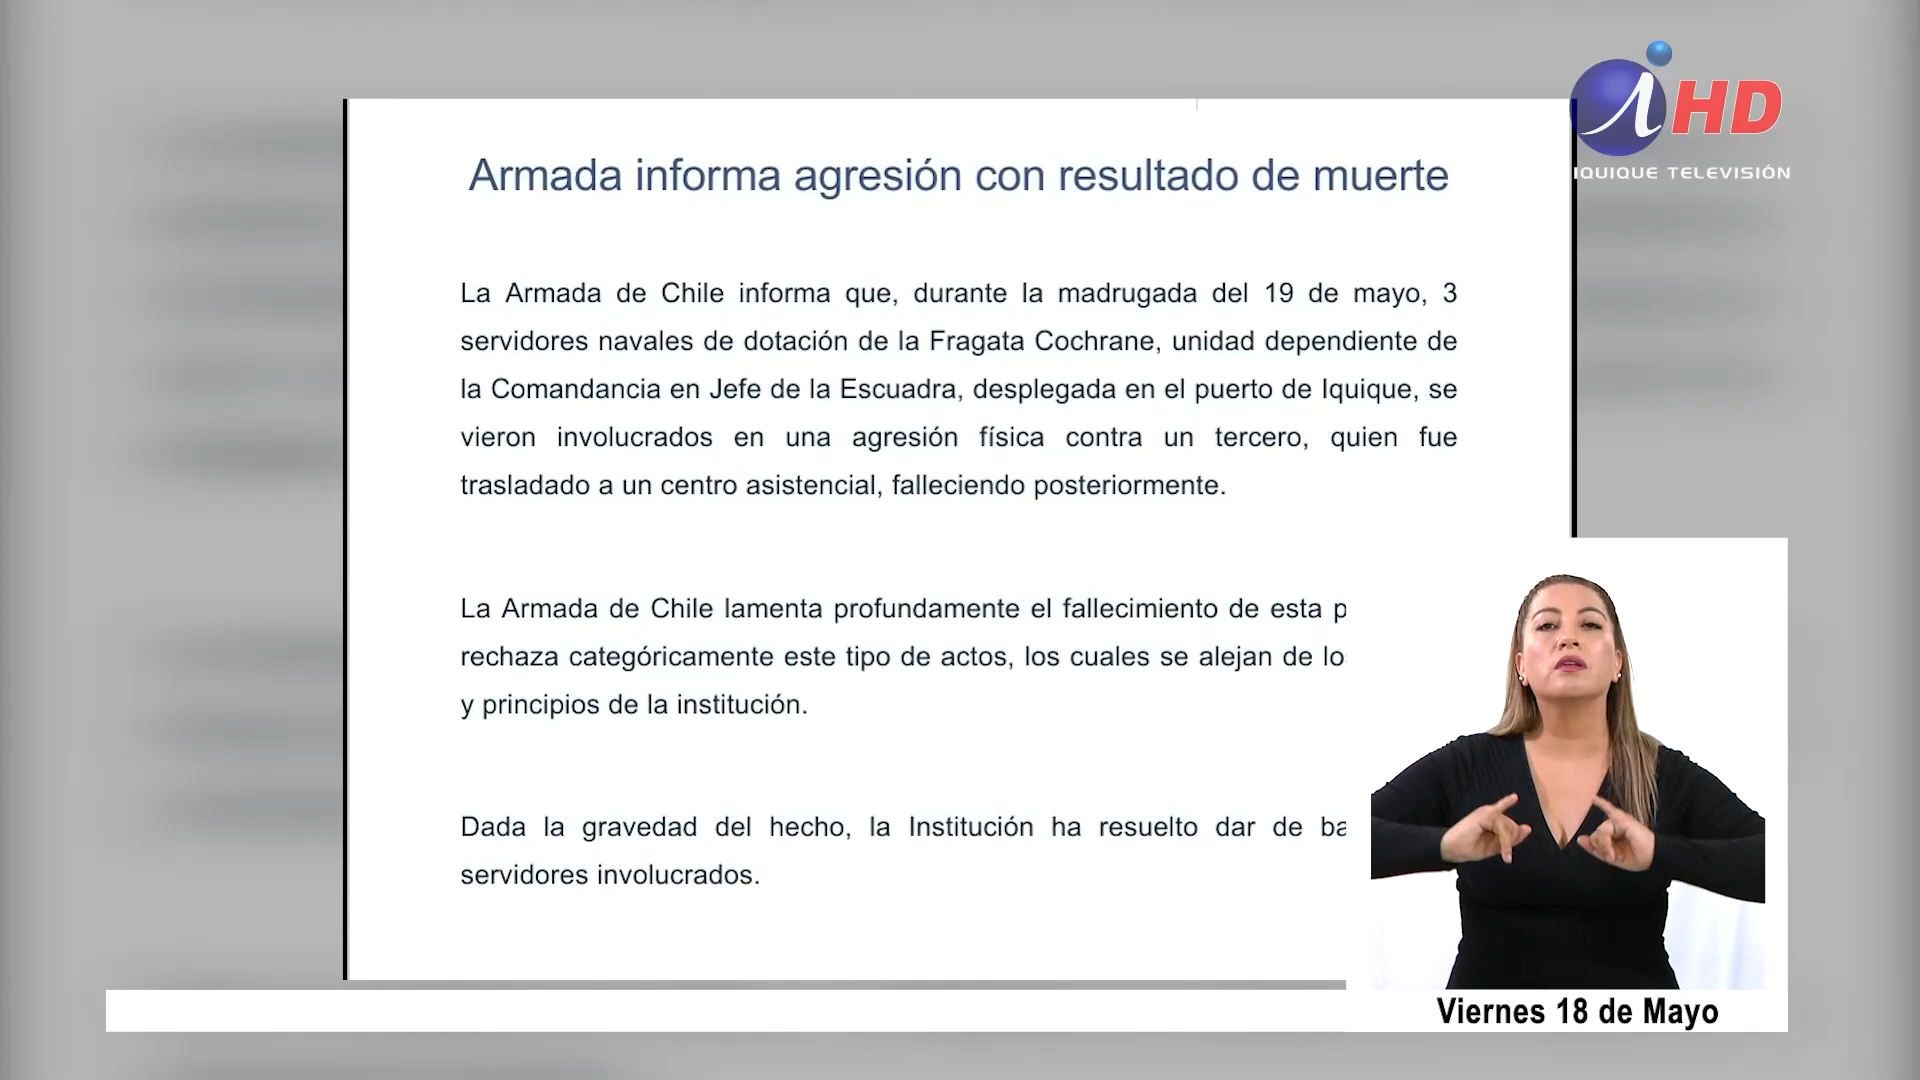 HD
IQUIQUE TELEVISIÓN
Armada informa agresión con resultado de muerte
La Armada de Chile informa que, durante la madrugada del 19 de mayo, 3
servidores navales de dotación de la Fragata Cochrane, unidad dependiente de
la Comandancia en Jefe de la Escuadra, desplegada en el puerto de Iquique, se
vieron involucrados en una agresión física contra un tercero, quien fue
trasladado a un centro asistencial, falleciendo posteriormente.
La Armada de Chile lamenta profundamente el fallecimiento de esta p
rechaza categóricamente este tipo de actos, los cuales se alejan de lo
y principios de la institución.
Dada la gravedad del hecho, la Institución ha resuelto dar de ba
servidores involucrados.
Viernes 18 de Mayo